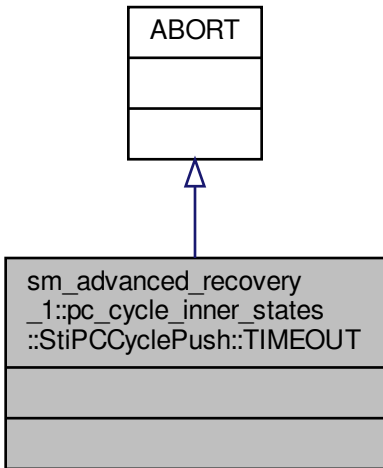 ABORT
sm_advanced_recovery
_1::pc_cycle_inner_states
::StiPCCyclePush::TIMEOUT